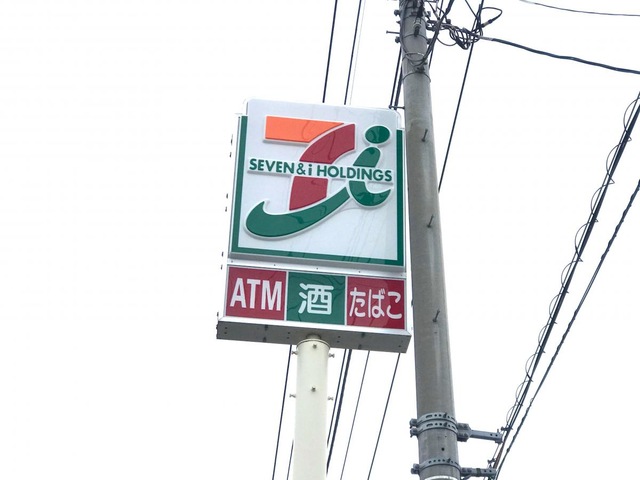 SEVEN & i HOLDINGS
ATM 酒 たばこ